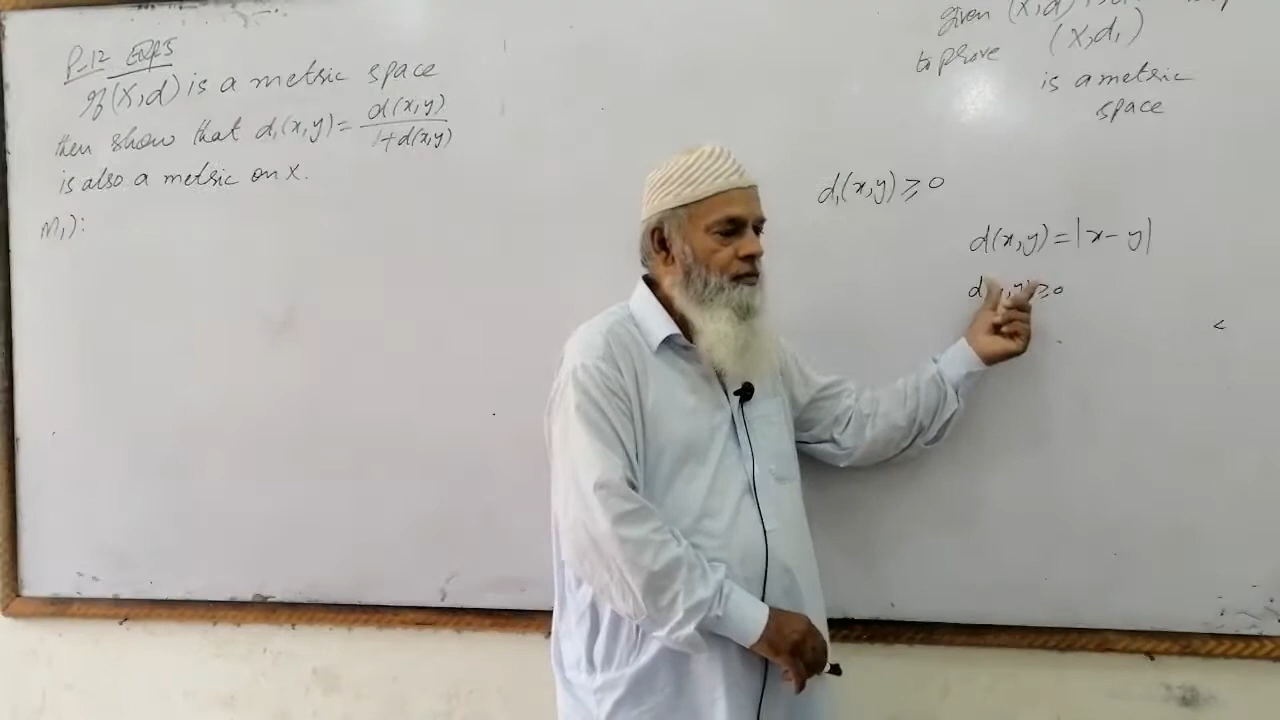 P-12 EX#5
If (X,d) is a metric space
then show that d₁(x,y) = d(x,y) / 1+d(x,y)
is also a metric on X.
M₁):
given (X,d)
to prove (X,d₁)
is a metric
space
d₁(x,y) ≥ 0
d(x,y) = |x - y|
d(x,y) ≥ 0
<